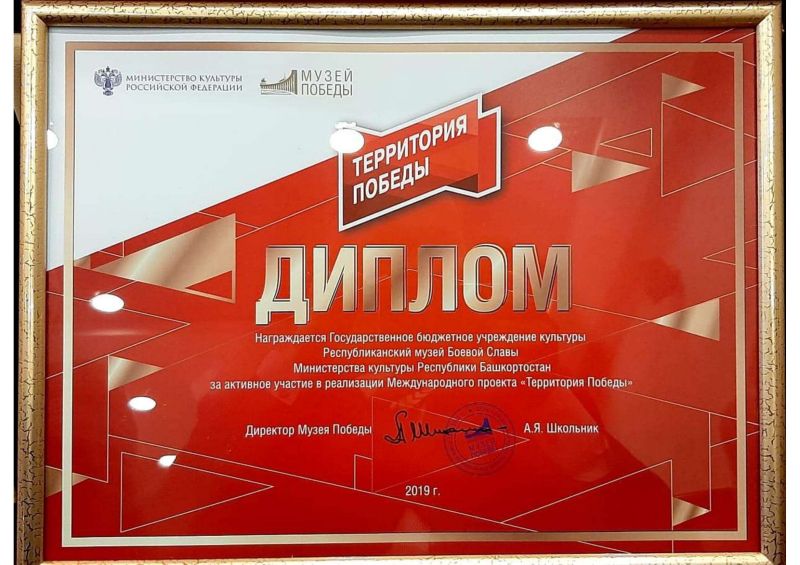 МИНИСТЕРСТВО КУЛЬТУРЫ
РОССИЙСКОЙ ФЕДЕРАЦИИ
МУЗЕЙ
ПОБЕДЫ
ТЕРРИТОРИЯ
ПОБЕДЫ
ДИПЛОМ
Награждается Государственное бюджетное учреждение культуры
Республиканский музей Боевой Славы
Министерства культуры Республики Башкортостан
за активное участие в реализации Международного проекта «Территория Победы»
Директор Музея Победы
А.Я. Школьник
2019 г.